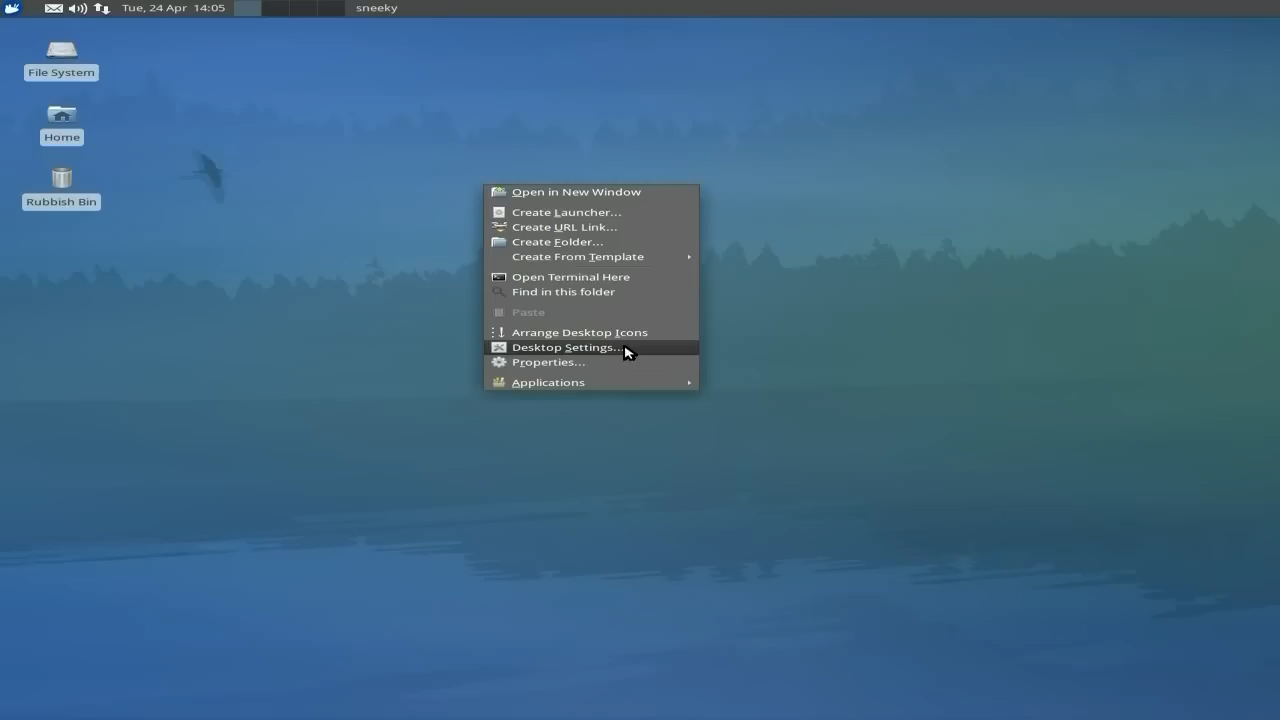 Tue, 24 Apr 14:05 sneeky
File System
Home
Rubbish Bin
Open in New Window
Create Launcher...
Create URL Link...
Create Folder...
Create From Template
Open Terminal Here
Find in this folder
Paste
Arrange Desktop Icons
Desktop Settings...
Properties...
Applications